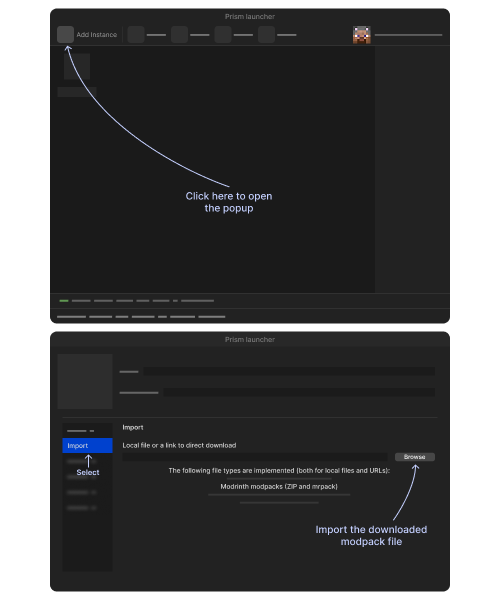 Prism launcher
Add Instance
Click here to open
the popup
Prism launcher
Import
Import
Local file or a link to direct download
Browse
Select
The following file types are implemented (both for local files and URLs):
Modrinth modpacks (ZIP and mrpack)
Import the downloaded
modpack file